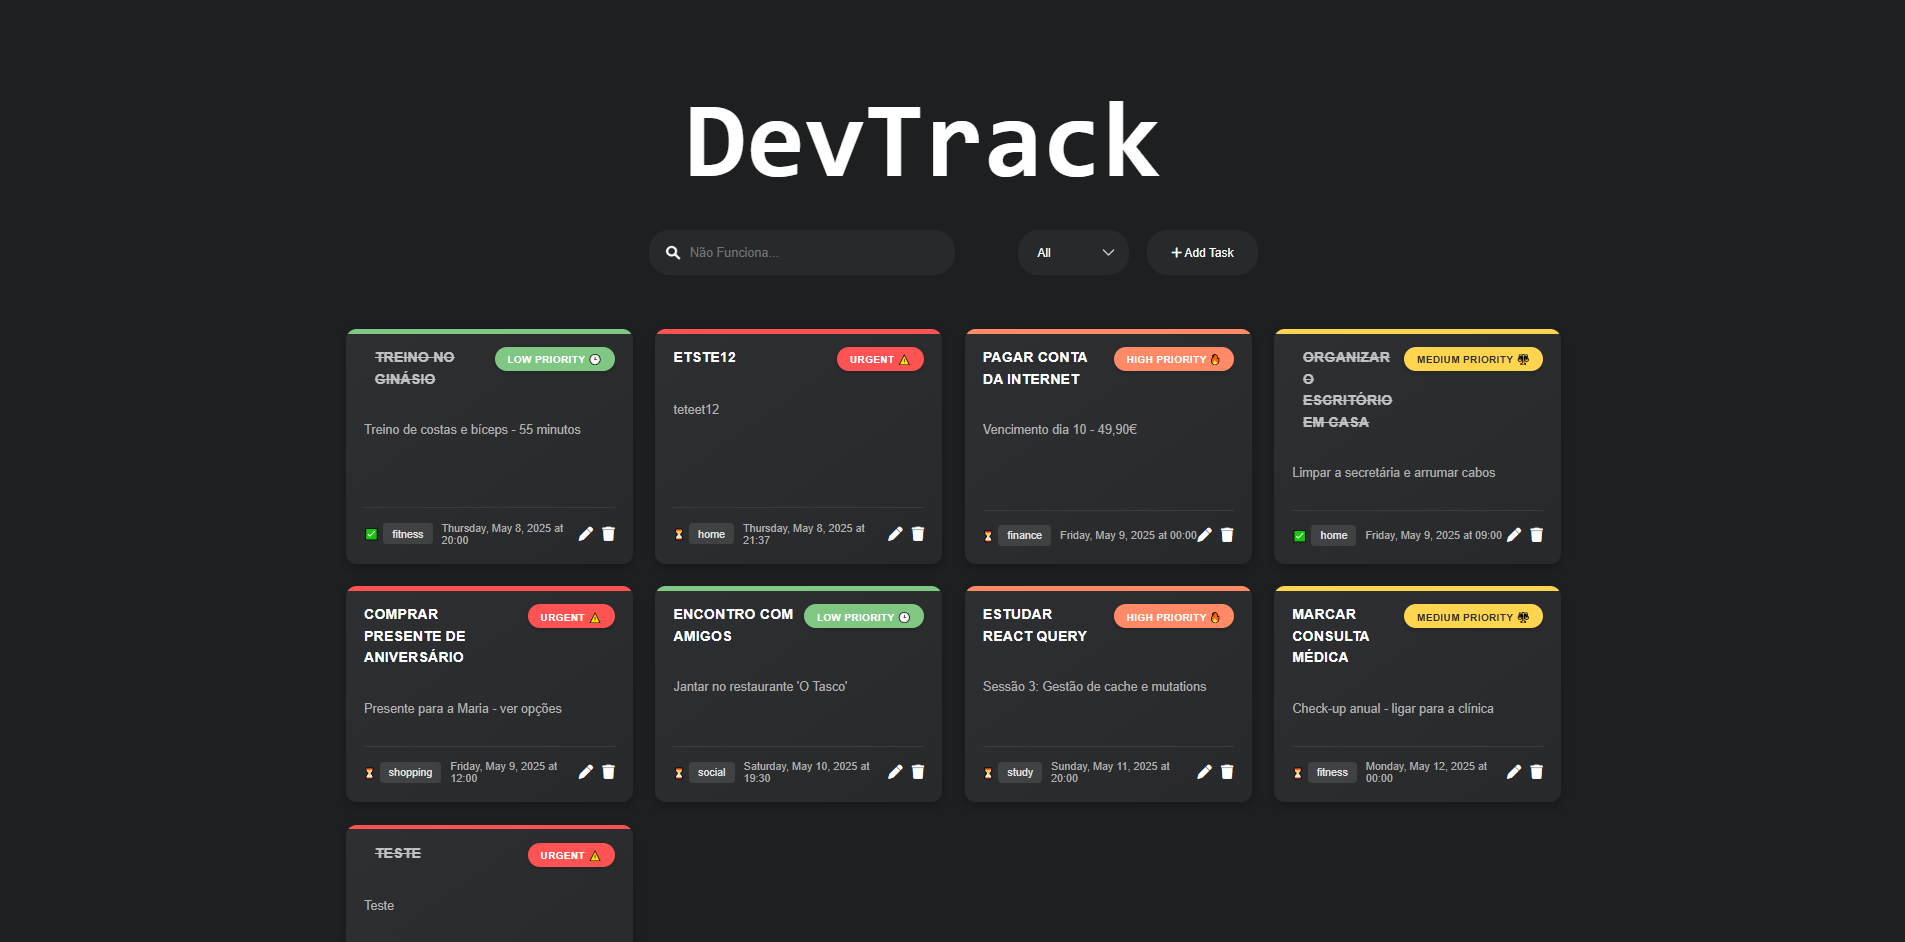 DevTrack
Não Funciona...
All
Add Task
TREINO NO
GINÁSIO
LOW PRIORITY
Treino de costas e bíceps - 55 minutos
fitness
Thursday, May 8, 2025 at
20:00
ETSTE12
URGENT
teteet12
home
Thursday, May 8, 2025 at
21:37
PAGAR CONTA
DA INTERNET
HIGH PRIORITY
Vencimento dia 10 - 49,90€
finance
Friday, May 9, 2025 at 00:00
ORGANIZAR
O
ESCRITÓRIO
EM CASA
MEDIUM PRIORITY
Limpar a secretária e arrumar cabos
home
Friday, May 9, 2025 at 09:00
COMPRAR
PRESENTE DE
ANIVERSÁRIO
URGENT
Presente para a Maria - ver opções
shopping
Friday, May 9, 2025 at
12:00
ENCONTRO COM
AMIGOS
LOW PRIORITY
Jantar no restaurante 'O Tasco'
social
Saturday, May 10, 2025 at
19:30
ESTUDAR
REACT QUERY
HIGH PRIORITY
Sessão 3: Gestão de cache e mutations
study
Sunday, May 11, 2025 at
20:00
MARCAR
CONSULTA
MÉDICA
MEDIUM PRIORITY
Check-up anual - ligar para a clínica
fitness
Monday, May 12, 2025 at
00:00
TESTE
URGENT
Teste